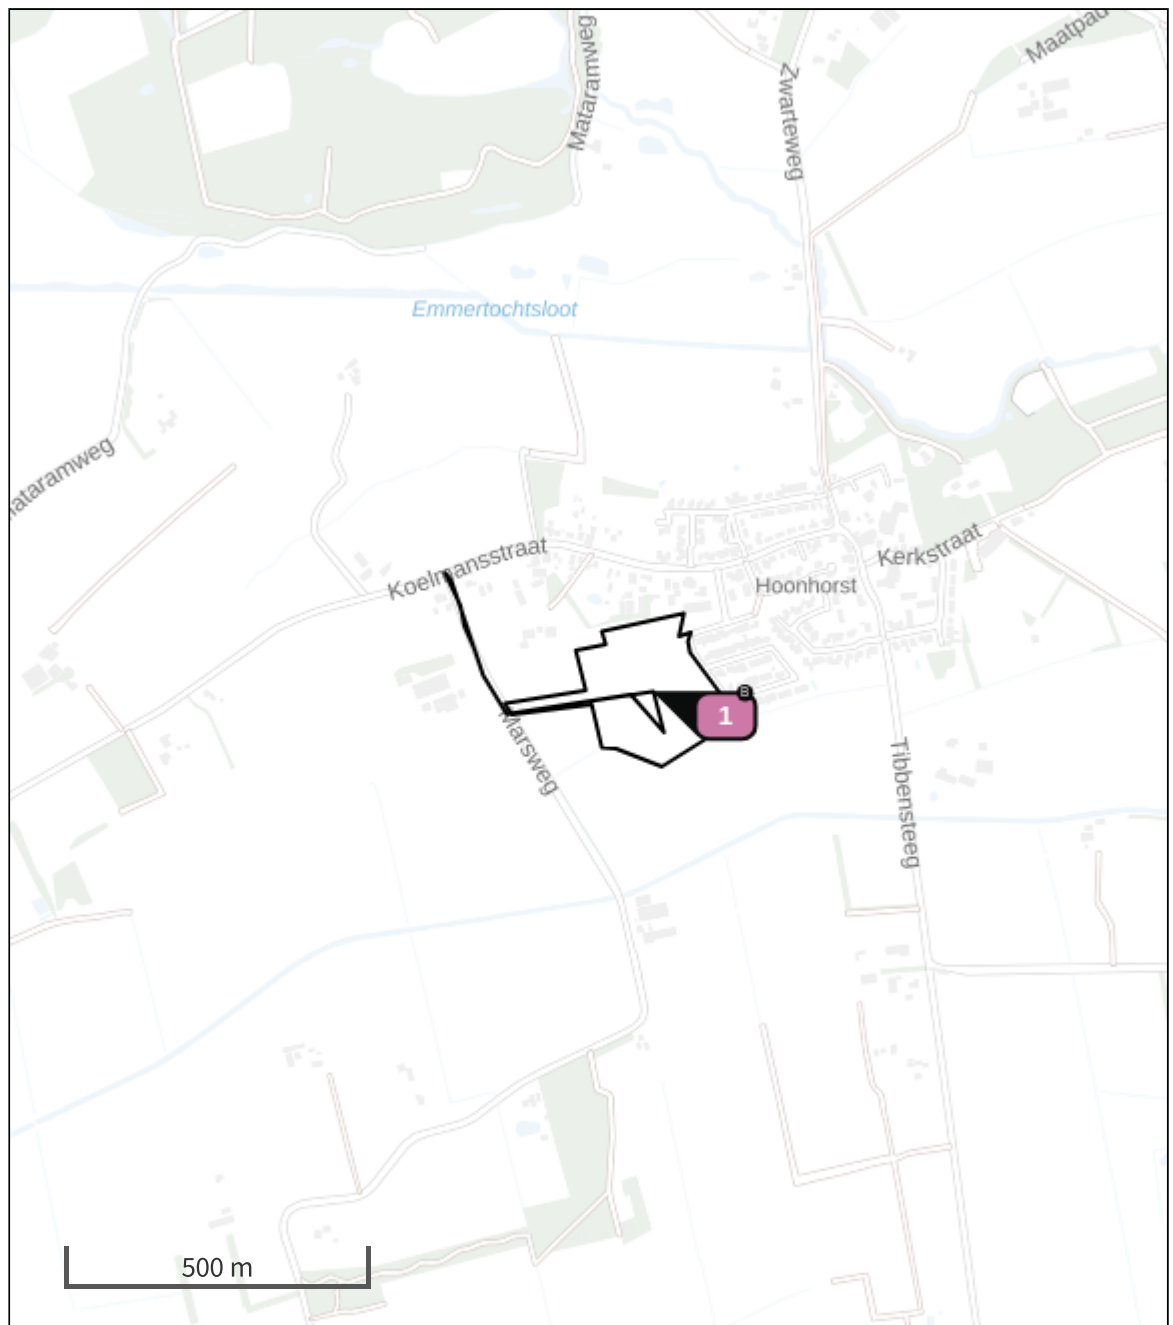 Maatpad
Mataramweg
Zwarteweg
Emmertochtsloot
ataramweg
Koelmansstraat
Kerkstraat
Hoonhorst
B
1
Marsweg
Tibbensteeg
500 m